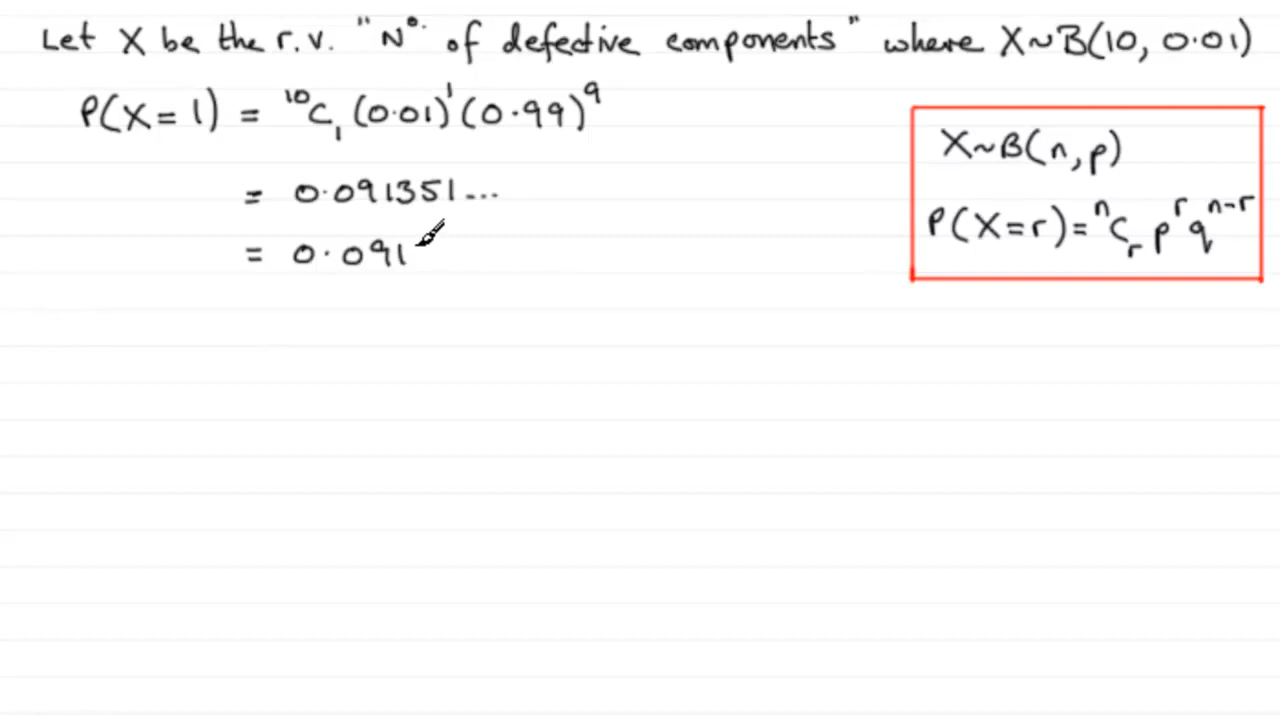 Let X be the r.v. "Nº. of defective components" where X~B(10, 0·01)
P(X=1) = ¹⁰C₁ (0·01)¹ (0·99)⁹
= 0·091351...
= 0·091
X~B(n,p)
P(X=r) = ⁿCᵣ pʳ qⁿ⁻ʳ